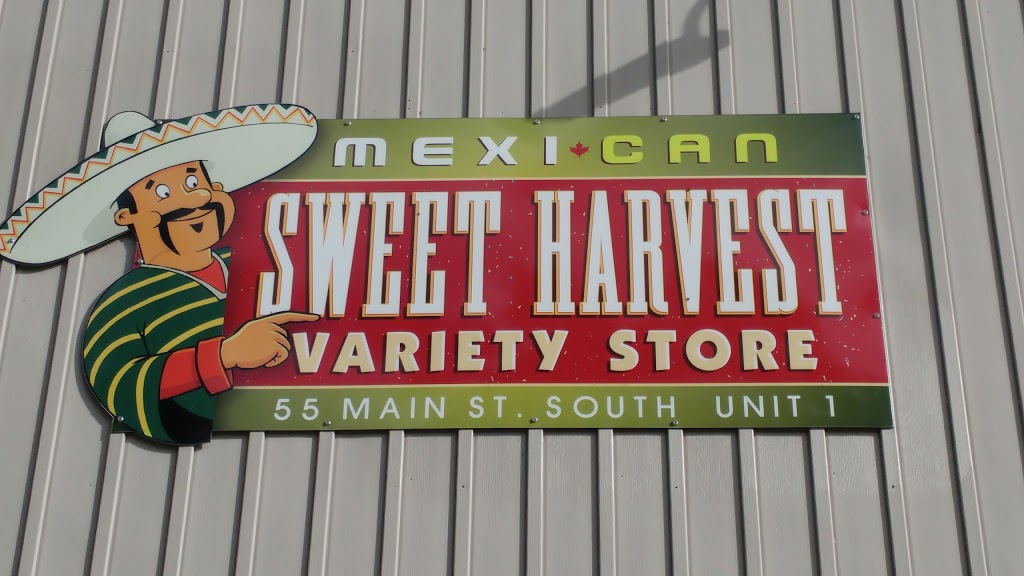 MEXI CAN
SWEET HARVEST
VARIETY STORE
55 MAIN ST. SOUTH UNIT 1